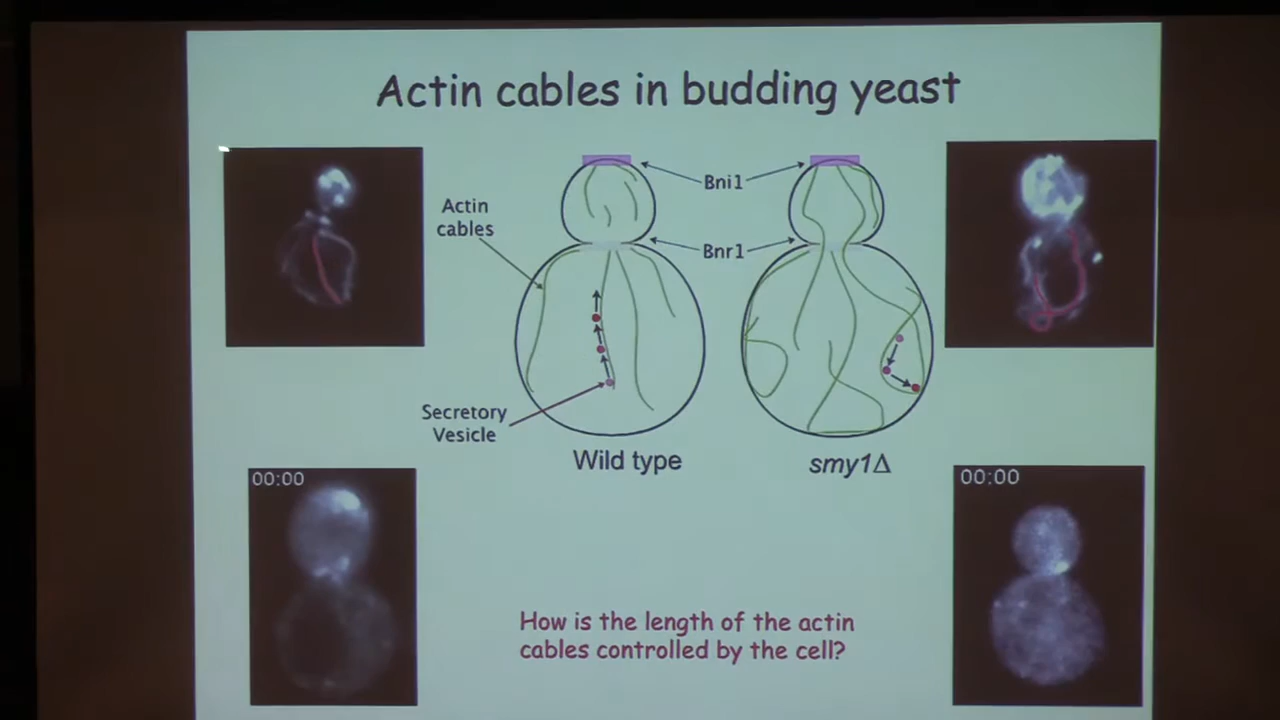 Actin cables in budding yeast
Bni1
Actin
cables
Bnr1
Secretory
Vesicle
Wild type
smy1Δ
00:00
00:00
How is the length of the actin
cables controlled by the cell?